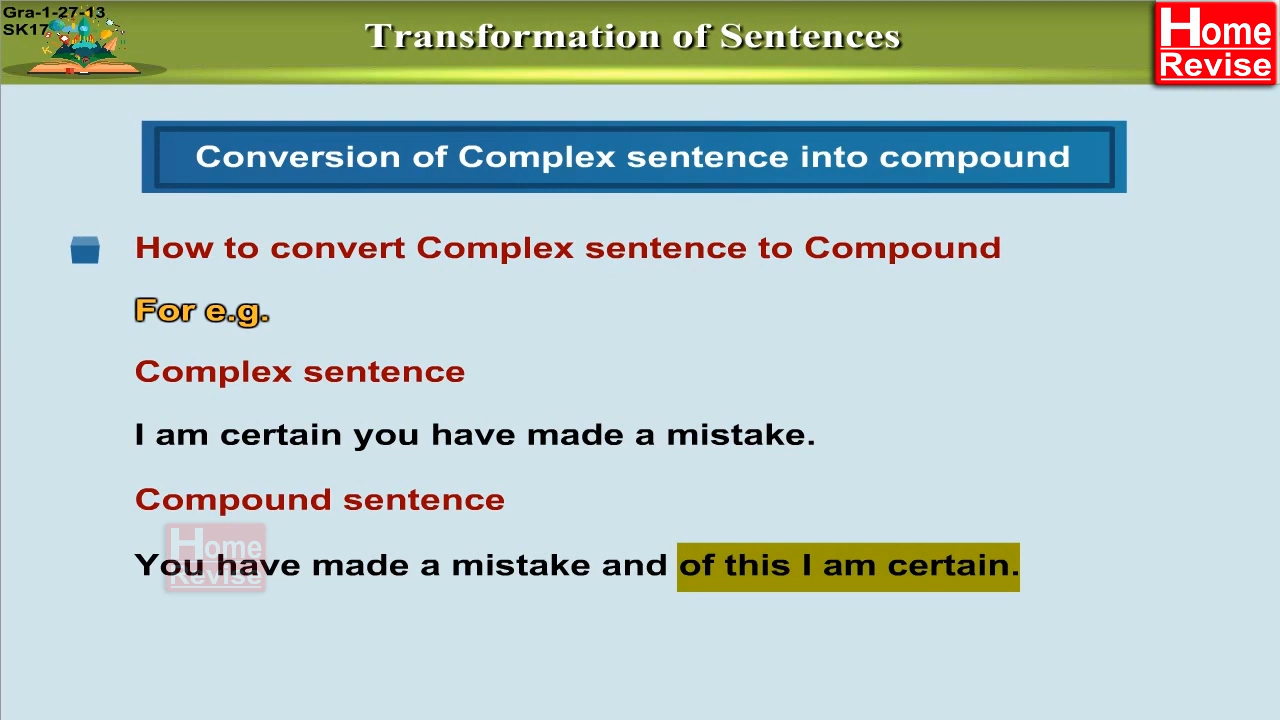 Gra-1-27-13
SK17
Transformation of Sentences
Home
Revise
Conversion of Complex sentence into compound
How to convert Complex sentence to Compound
For e.g.
Complex sentence
I am certain you have made a mistake.
Compound sentence
You have made a mistake and of this I am certain.
Home
Revise